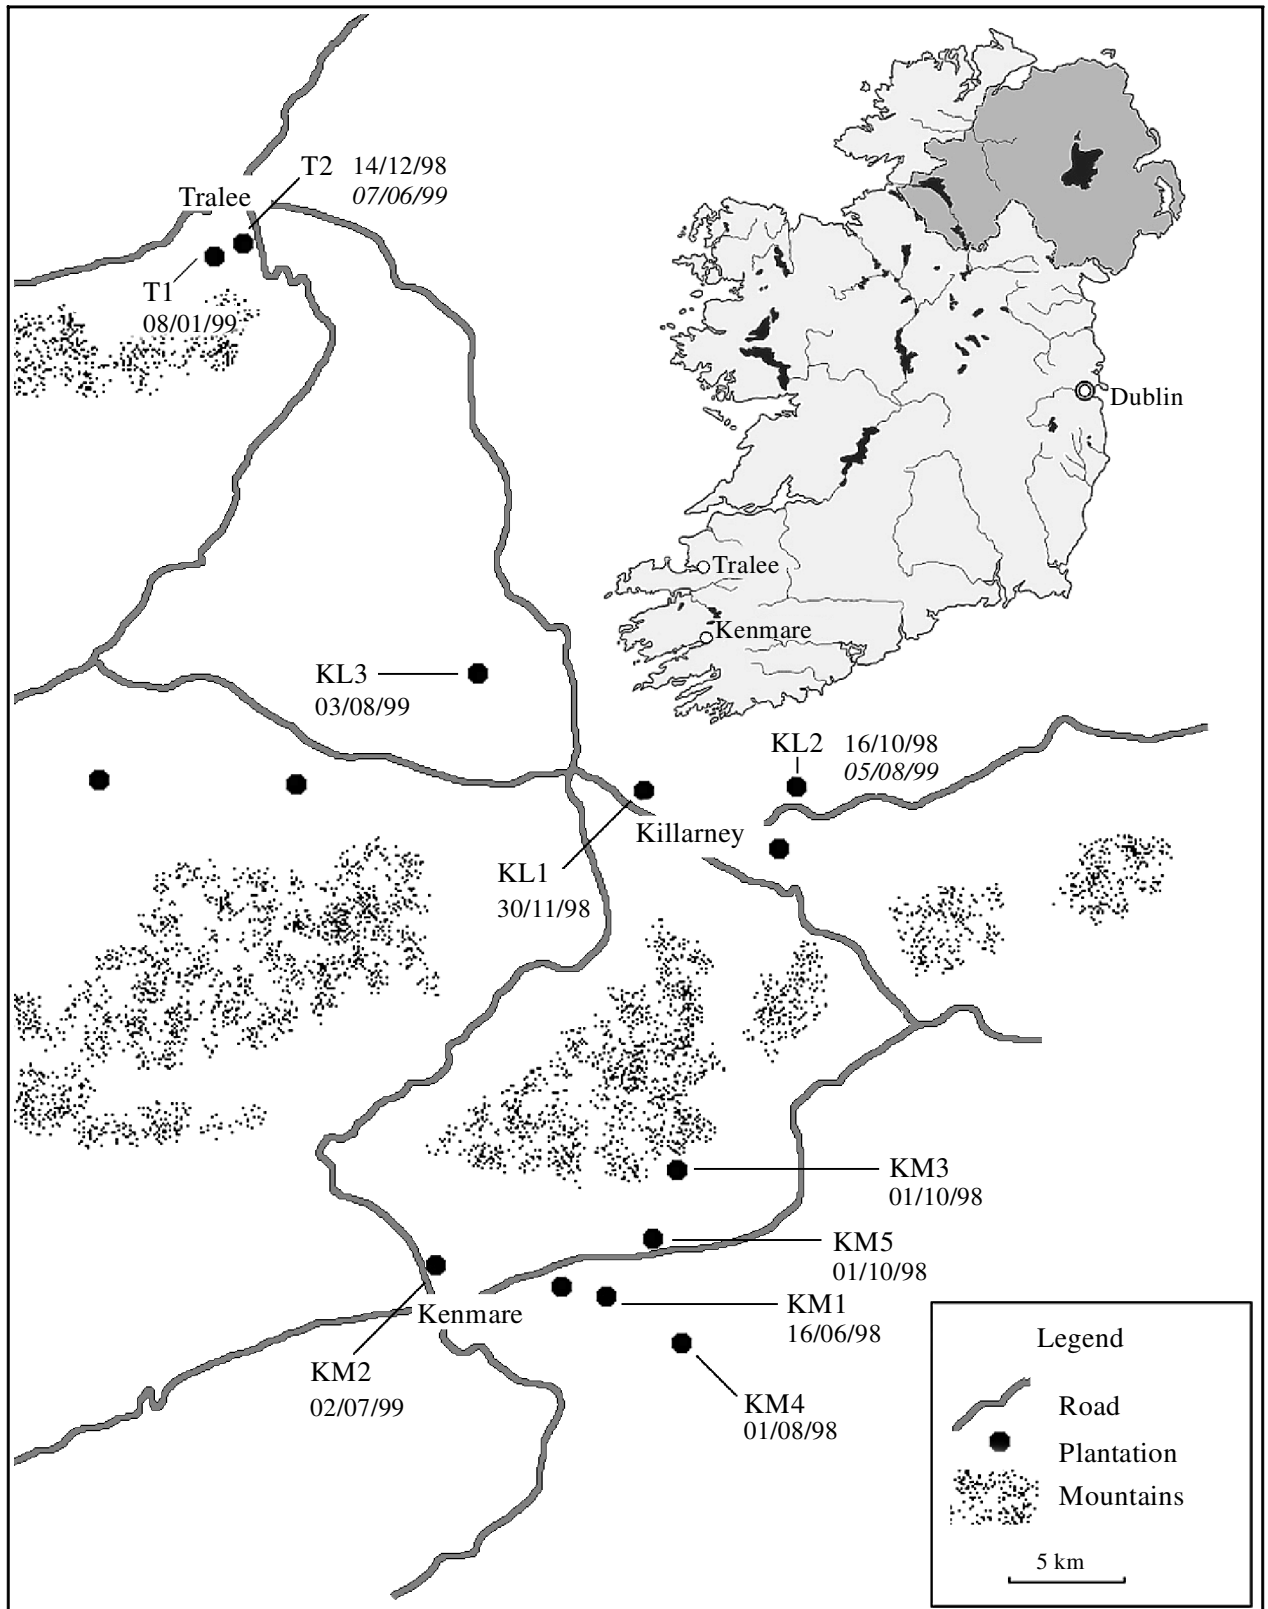 T2 14/12/98
07/06/99
Tralee
T1
08/01/99
Dublin
Tralee
Kenmare
KL3
03/08/99
KL2 16/10/98
05/08/99
Killarney
KL1
30/11/98
KM3
01/10/98
KM5
01/10/98
KM1
16/06/98
Kenmare
KM2
02/07/99
KM4
01/08/98
Legend
Road
Plantation
Mountains
5 km